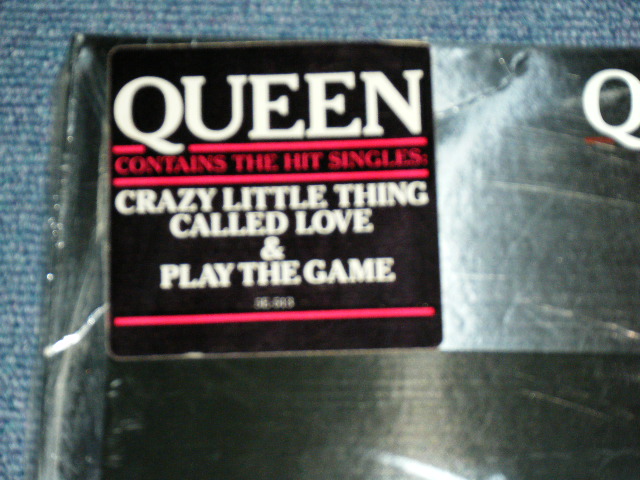 QUEEN
CONTAINS THE HIT SINGLES:
CRAZY LITTLE THING
CALLED LOVE
&
PLAY THE GAME
Q